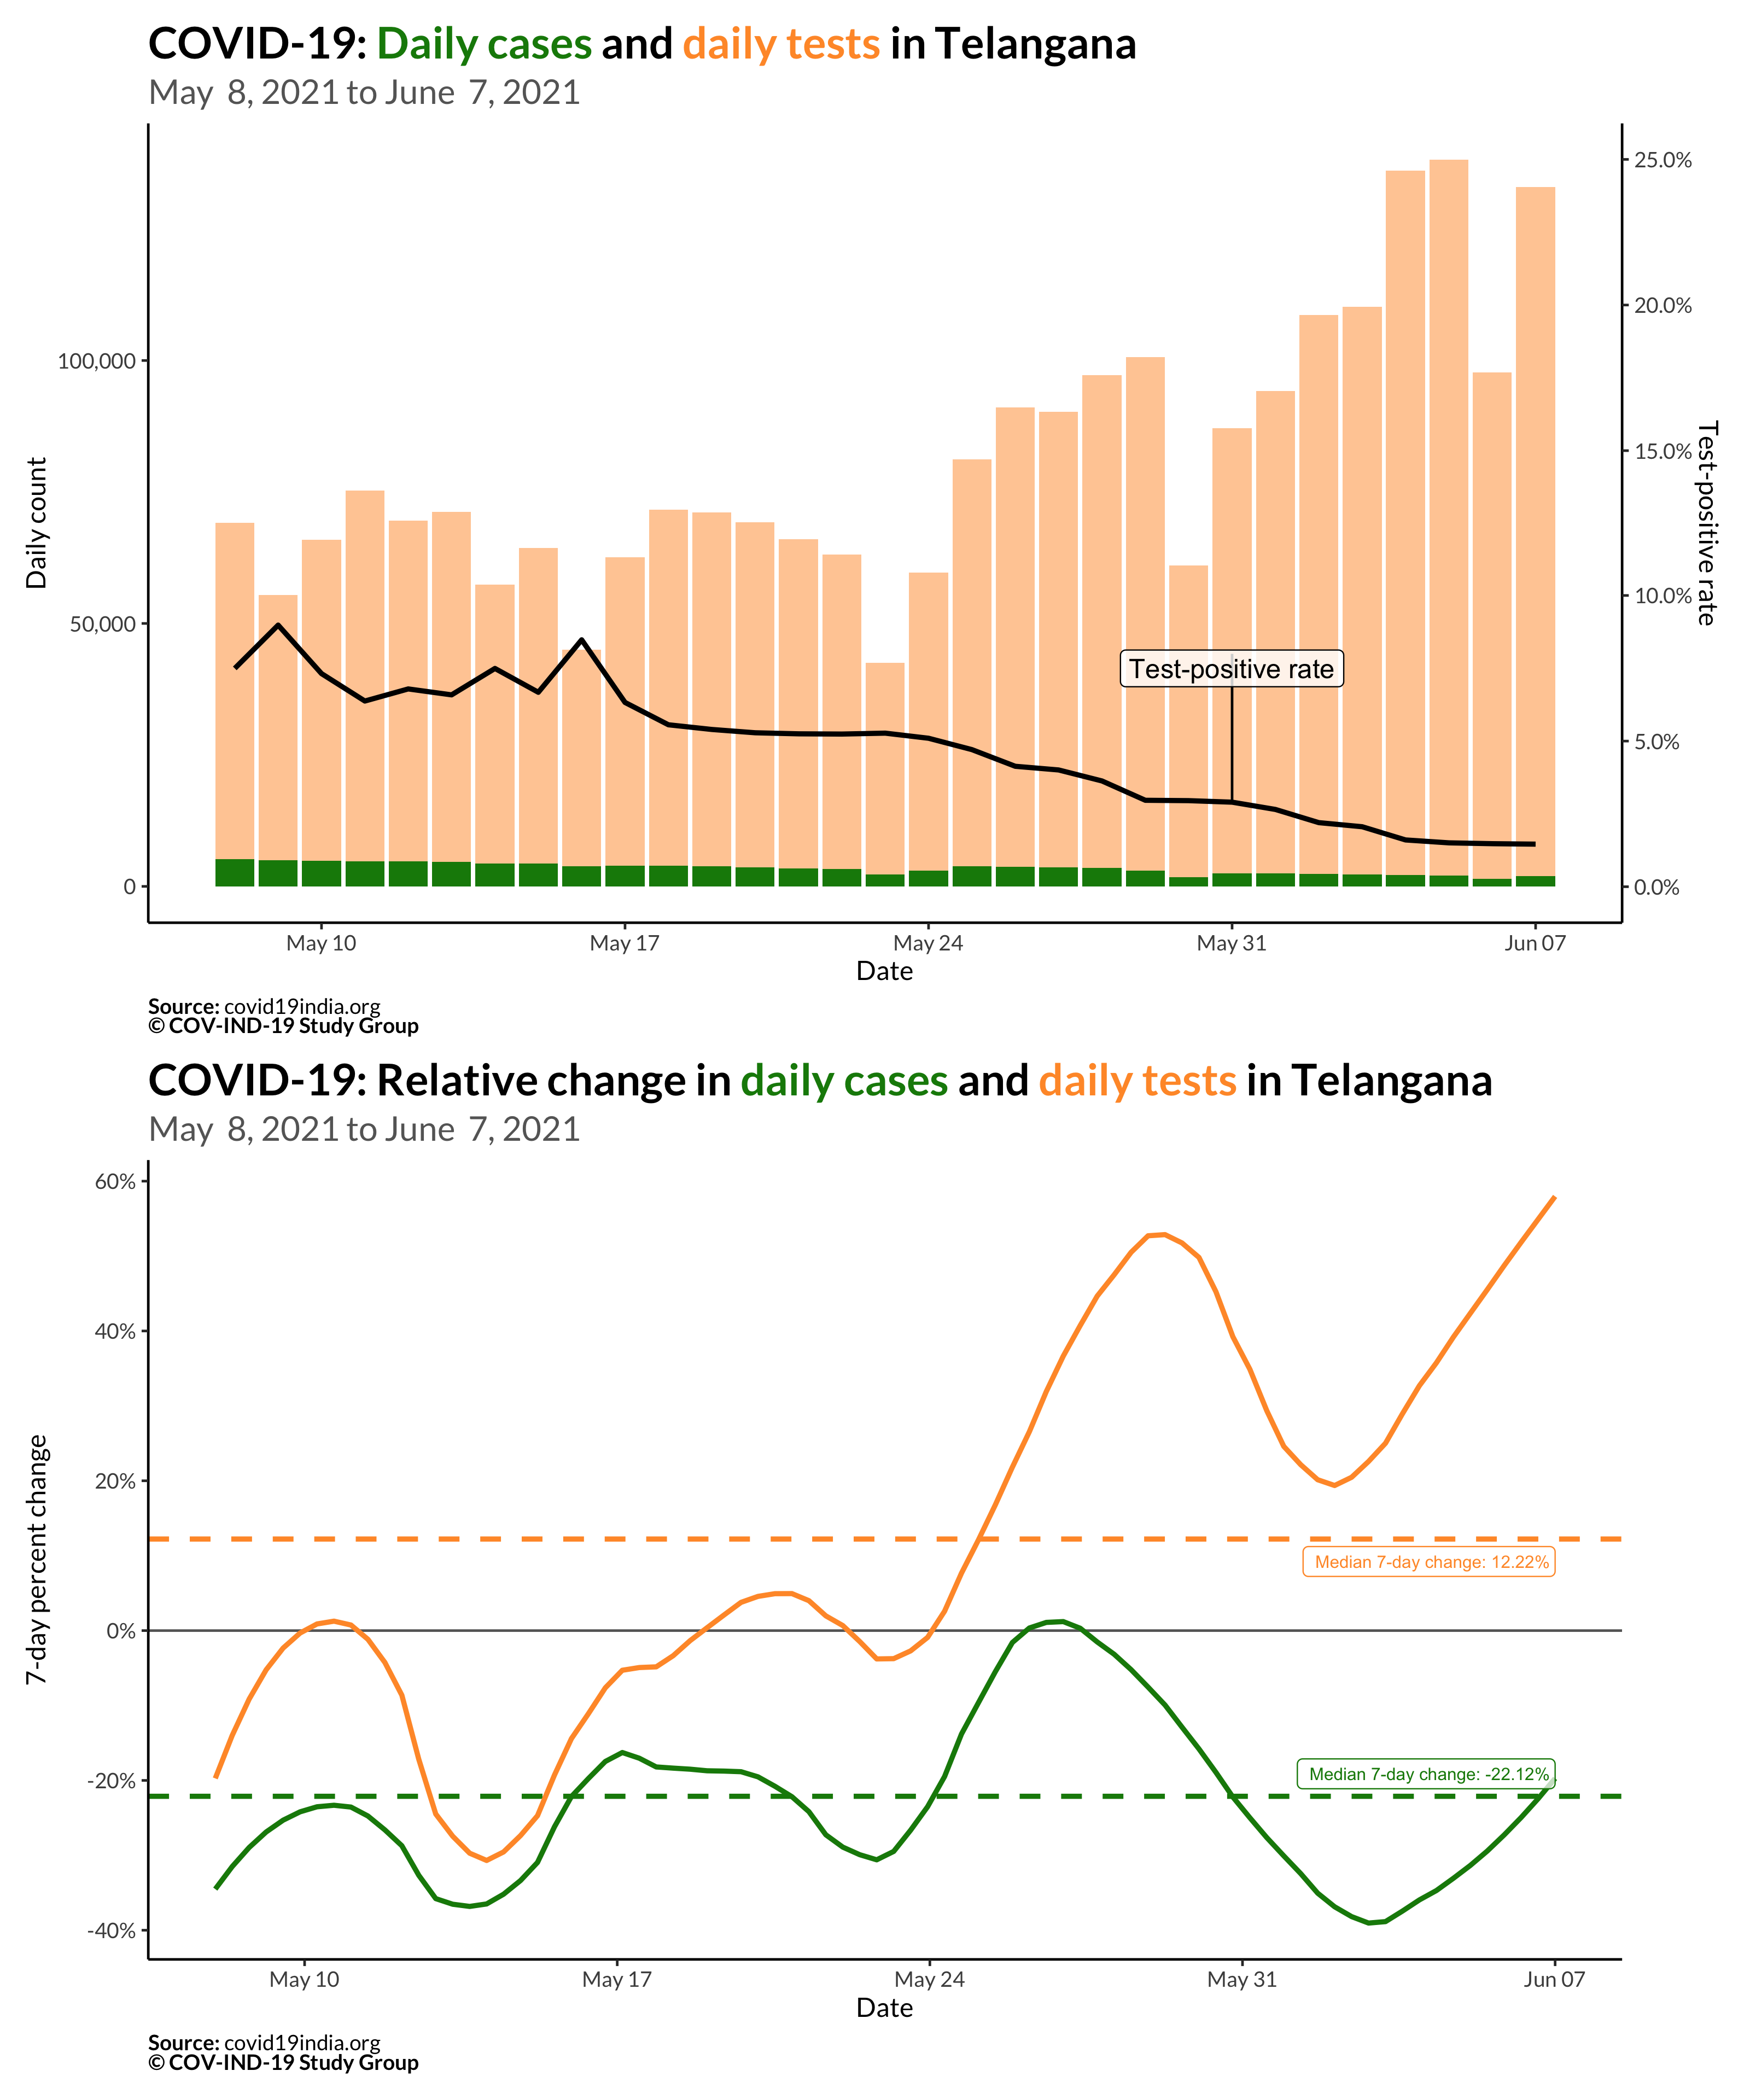 COVID-19: Daily cases and daily tests in Telangana
May  8, 2021 to June  7, 2021
25.0%
20.0%
100,000
15.0%
Daily count
Test-positive rate
10.0%
50,000
Test-positive rate
5.0%
0
0.0%
May 10 May 17 May 24 May 31 Jun 07
Date
Source: covid19india.org
© COV-IND-19 Study Group
COVID-19: Relative change in daily cases and daily tests in Telangana
May  8, 2021 to June  7, 2021
60%
40%
20%
7-day percent change
Median 7-day change: 12.22%
0%
Median 7-day change: -22.12%
-20%
-40%
May 10 May 17 May 24 May 31 Jun 07
Date
Source: covid19india.org
© COV-IND-19 Study Group